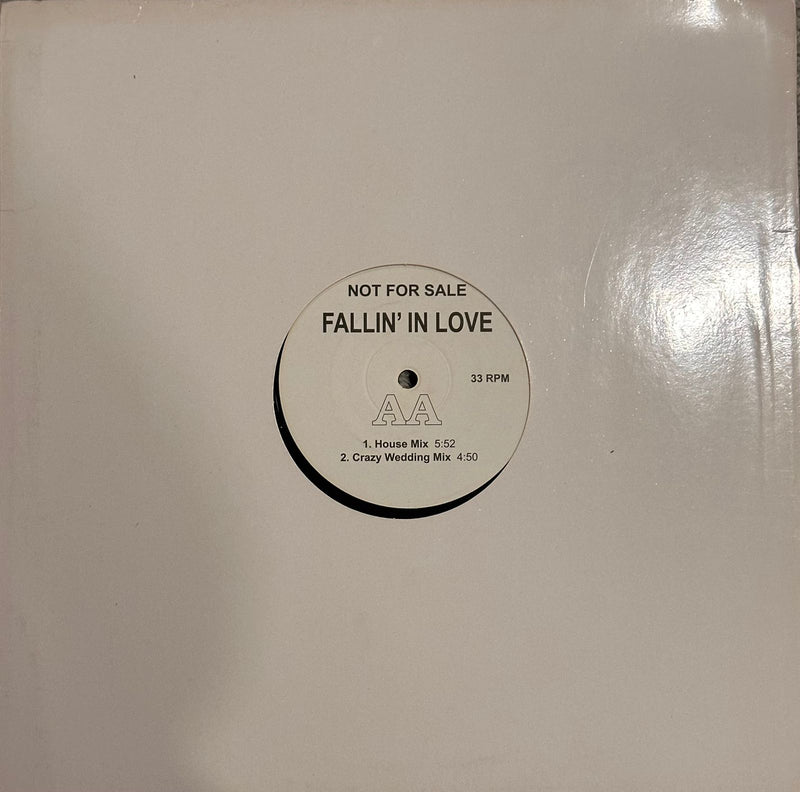 NOT FOR SALE
FALLIN' IN LOVE
33 RPM
AA
1. House Mix 5:52
2. Crazy Wedding Mix 4:50